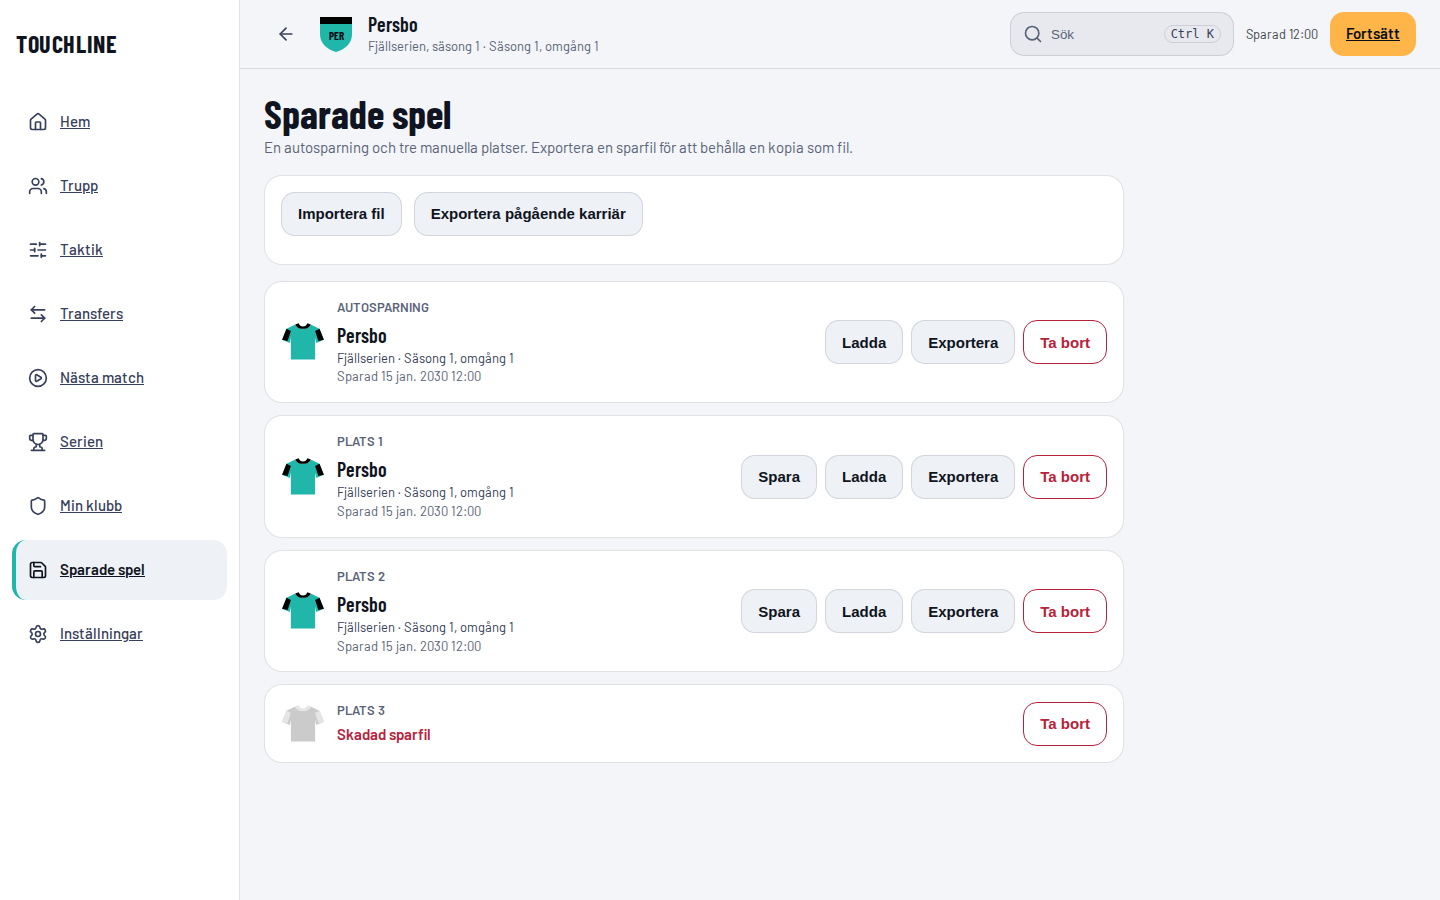 TOUCHLINE
Hem
Trupp
Taktik
Transfers
Nästa match
Serien
Min klubb
Sparade spel
Inställningar
PER
Persbo
Fjällserien, säsong 1 · Säsong 1, omgång 1
Sök
Ctrl K
Sparad 12:00
Fortsätt
Sparade spel
En autosparning och tre manuella platser. Exportera en sparfil för att behålla en kopia som fil.
Importera fil
Exportera pågående karriär
AUTOSPARNING
Persbo
Fjällserien · Säsong 1, omgång 1
Sparad 15 jan. 2030 12:00
Ladda
Exportera
Ta bort
PLATS 1
Persbo
Fjällserien · Säsong 1, omgång 1
Sparad 15 jan. 2030 12:00
Spara
Ladda
Exportera
Ta bort
PLATS 2
Persbo
Fjällserien · Säsong 1, omgång 1
Sparad 15 jan. 2030 12:00
Spara
Ladda
Exportera
Ta bort
PLATS 3
Skadad sparfil
Ta bort